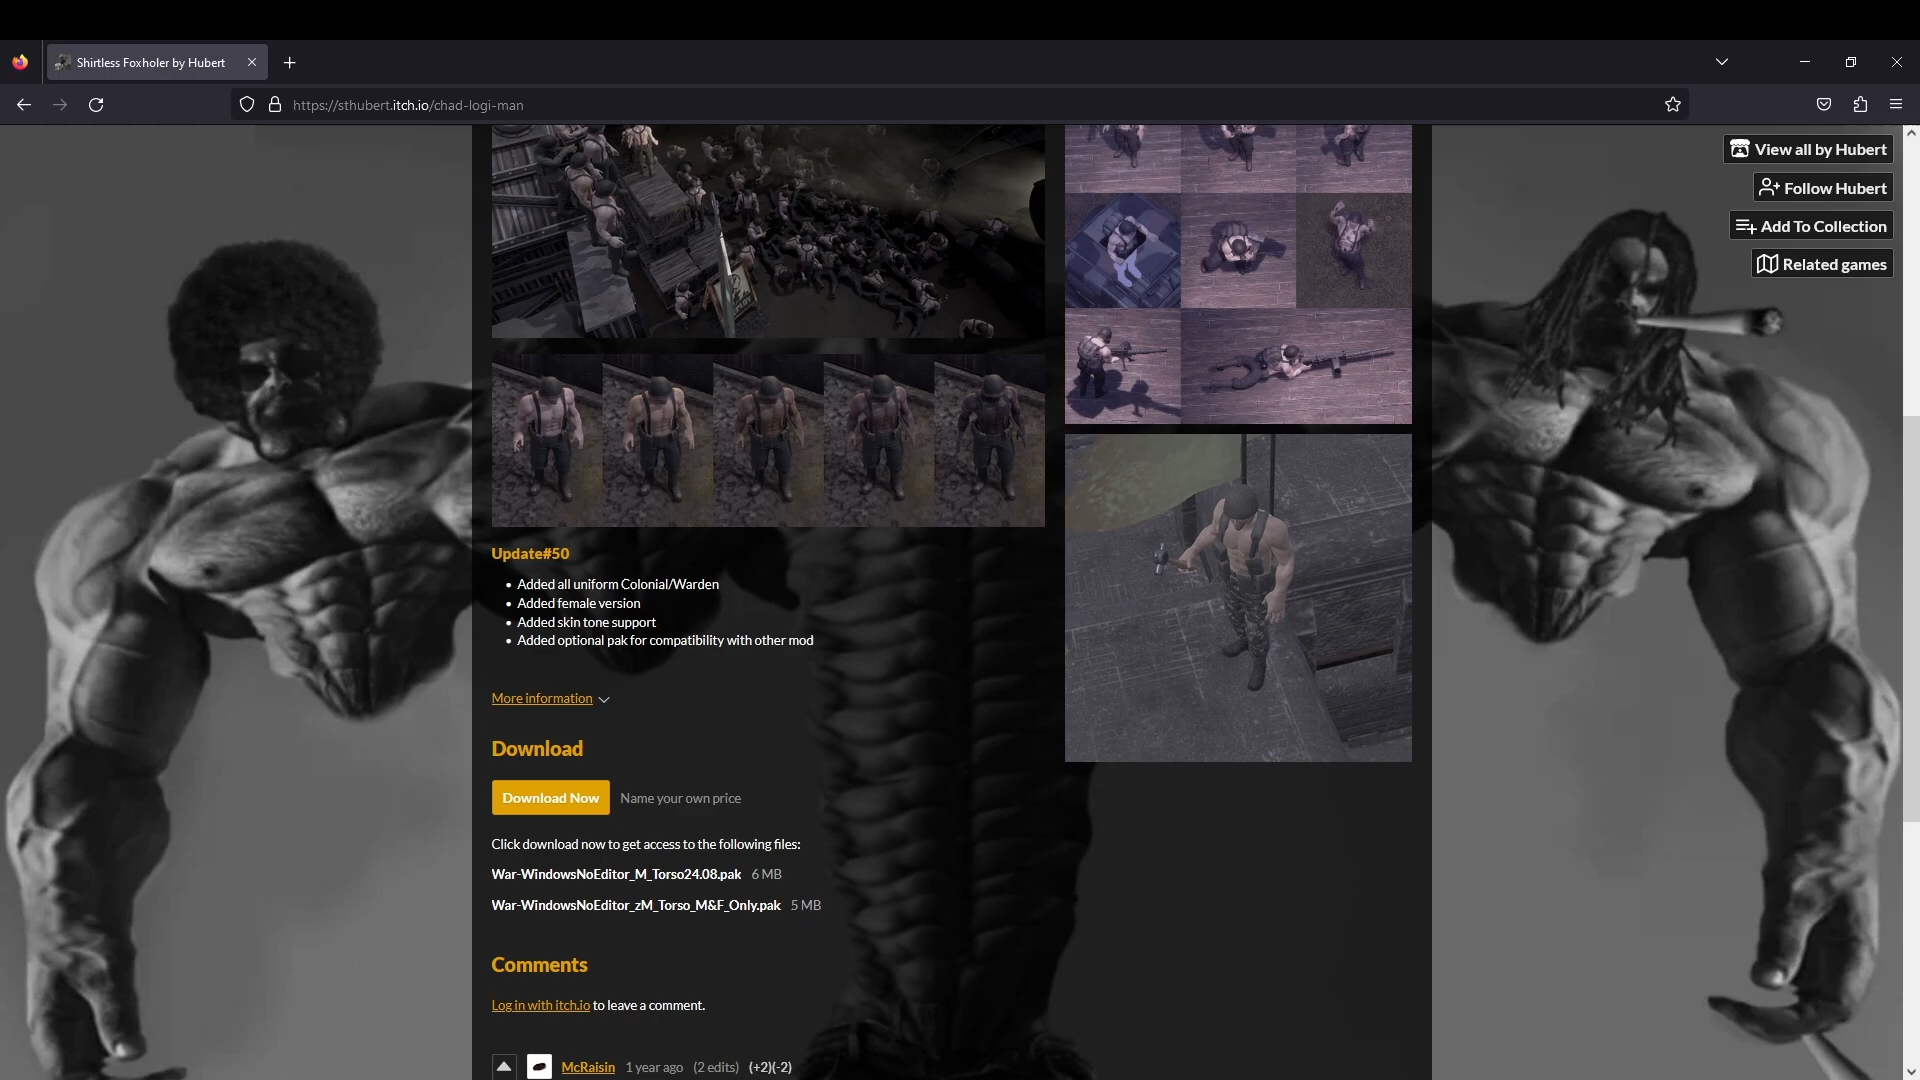 Shirtless Foxholer by Hubert
https://sthubert.itch.io/chad-logi-man
View all by Hubert
Follow Hubert
Add To Collection
Related games
Update#50
• Added all uniform Colonial/Warden
• Added female version
• Added skin tone support
• Added optional pak for compatibility with other mod
More information
Download
Download Now Name your own price
Click download now to get access to the following files:
War-WindowsNoEditor_M_Torso24.08.pak 6 MB
War-WindowsNoEditor_zM_Torso_M&F_Only.pak 5 MB
Comments
Log in with itch.io to leave a comment.
McRaisin 1 year ago (2 edits) (+2)(-2)